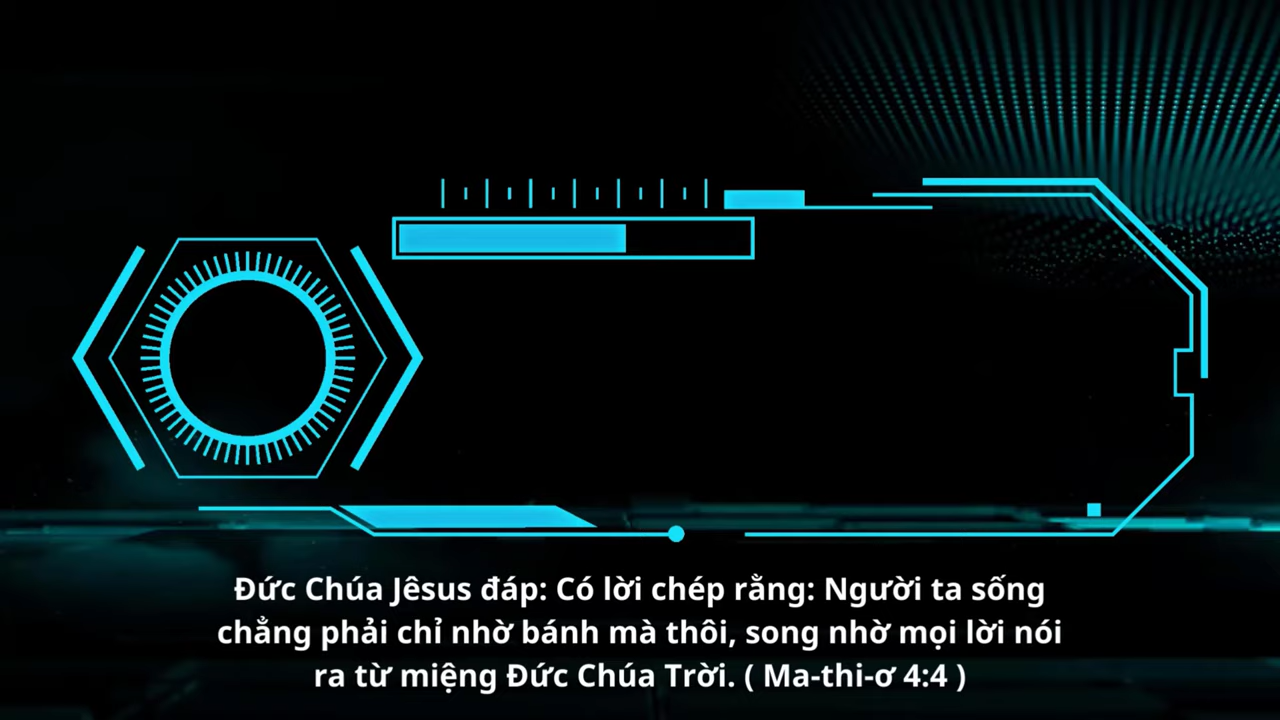 Đức Chúa Jêsus đáp: Có lời chép rằng: Người ta sống
chẳng phải chỉ nhờ bánh mà thôi, song nhờ mọi lời nói
ra từ miệng Đức Chúa Trời. ( Ma-thi-ơ 4:4 )